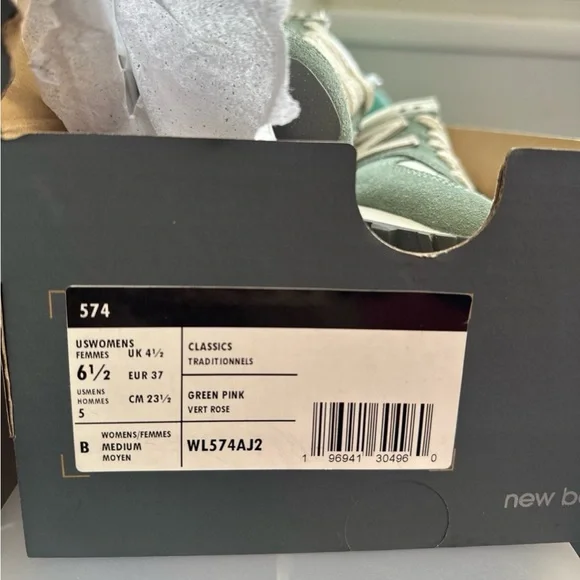 574
USWOMENS
FEMMES UK 4½
6½ EUR 37
USMENS
HOMMES CM 23½
5
B WOMENS/FEMMES
MEDIUM
MOYEN
CLASSICS
TRADITIONNELS
GREEN PINK
VERT ROSE
WL574AJ2
1 96941 30496 0
new